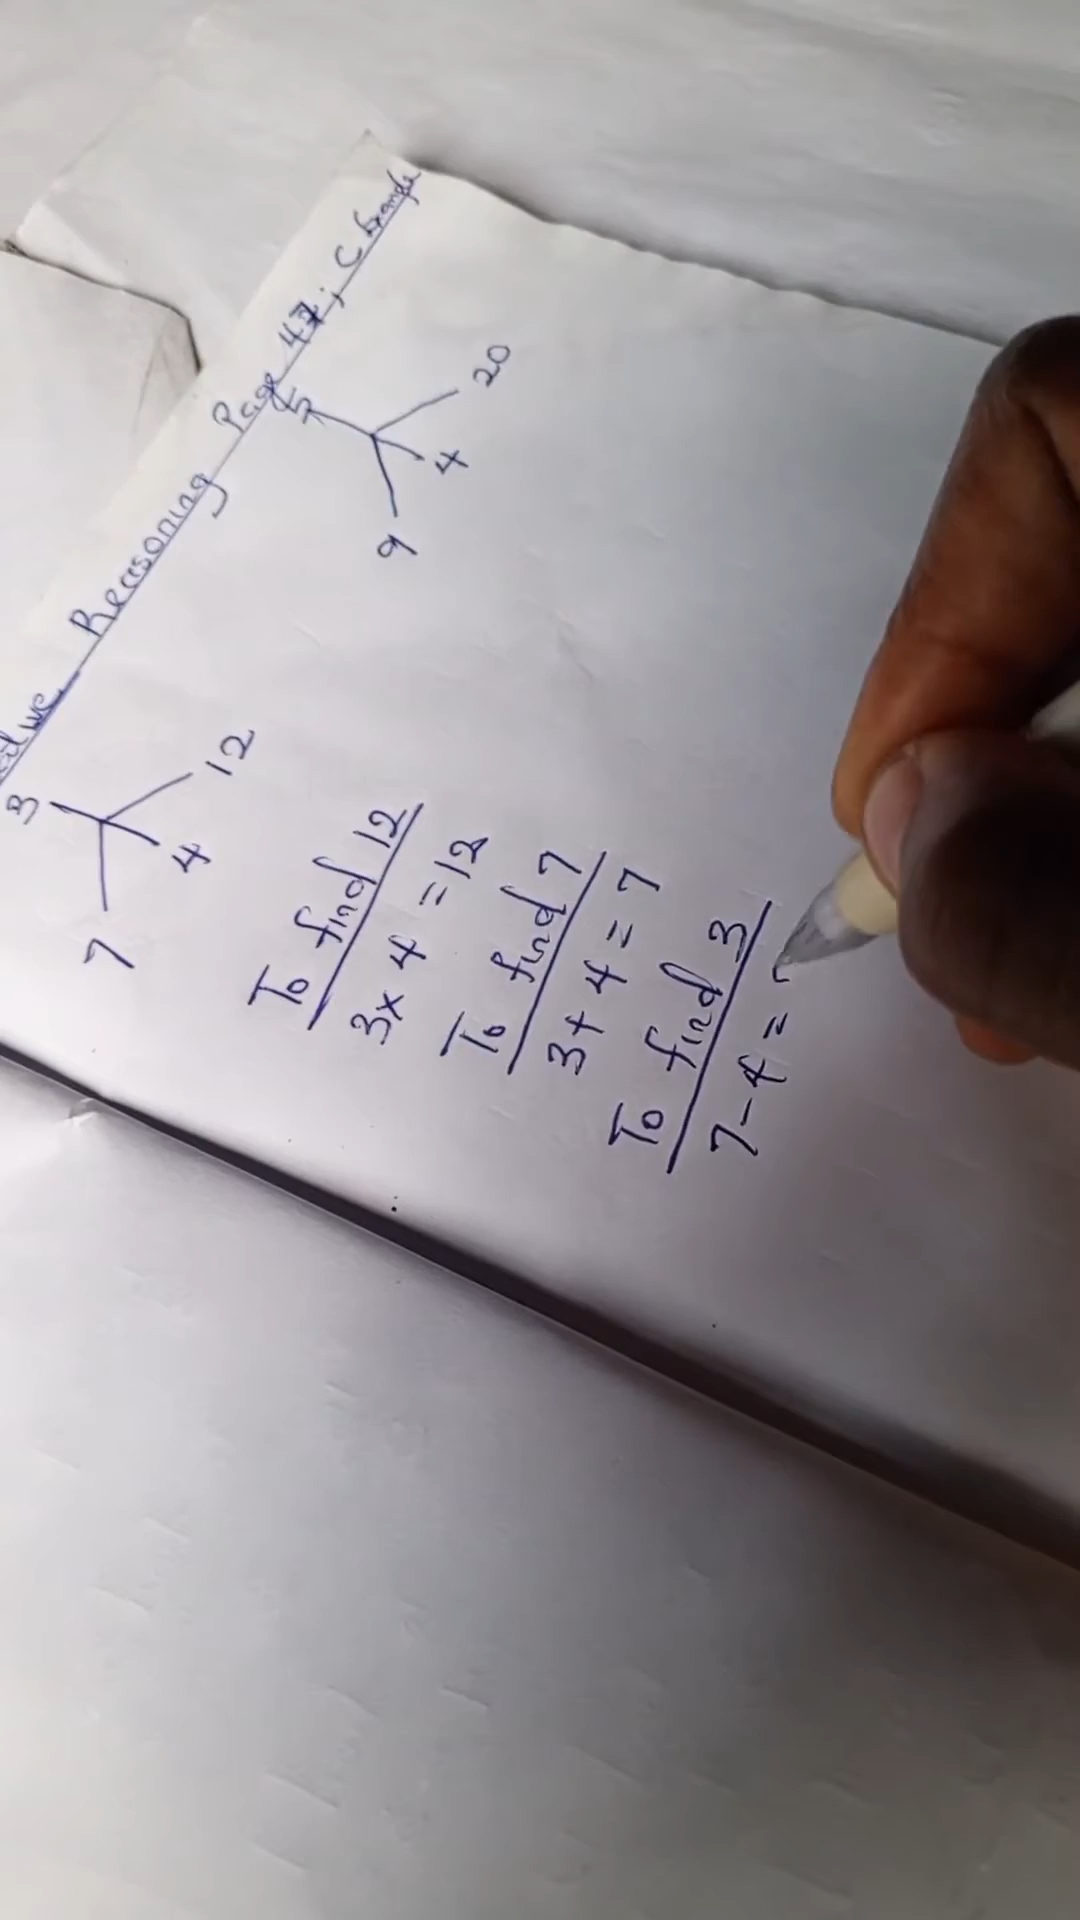 Reasoning Page 47; C Example
3
12
4
7
5
20
4
9
To find 12
3 x 4 = 12
To find 7
3 + 4 = 7
To find 3
7 - 4 =